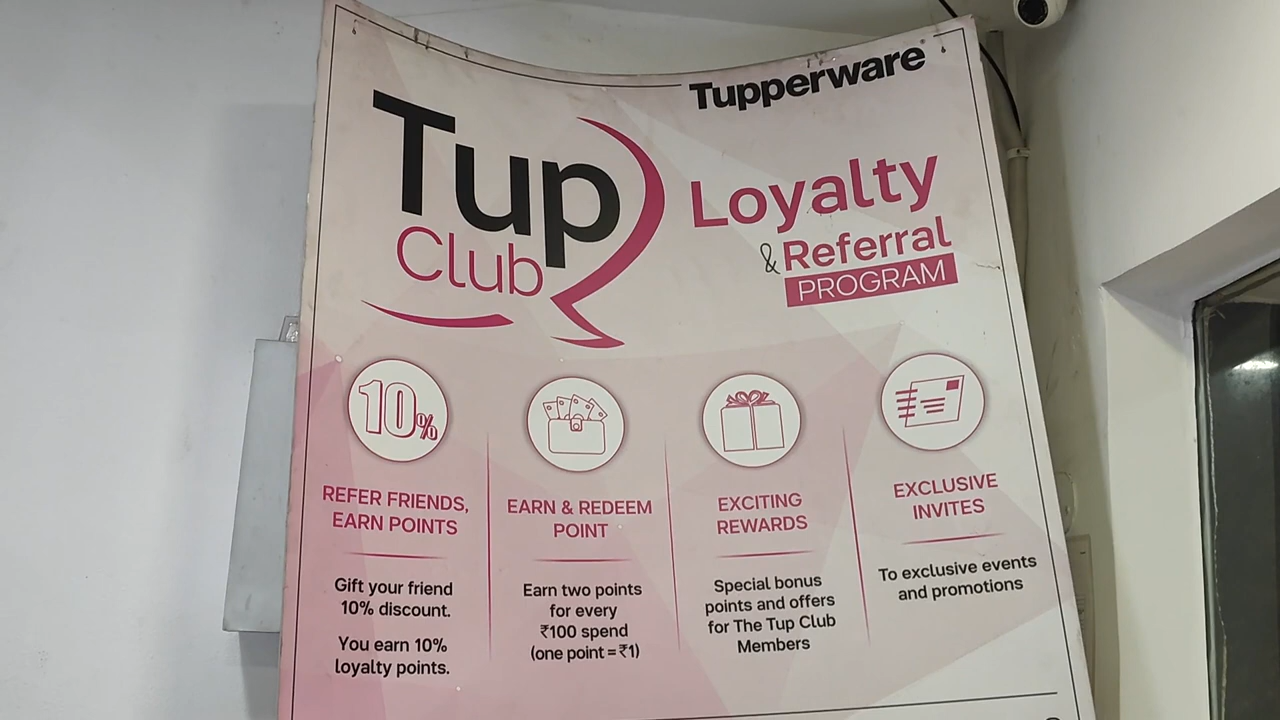 Tupperware
Tup
Club
Loyalty
& Referral
PROGRAM
10%
REFER FRIENDS,
EARN POINTS
Gift your friend
10% discount.
You earn 10%
loyalty points.
EARN & REDEEM
POINT
Earn two points
for every
₹100 spend
(one point = ₹1)
EXCITING
REWARDS
Special bonus
points and offers
for The Tup Club
Members
EXCLUSIVE
INVITES
To exclusive events
and promotions